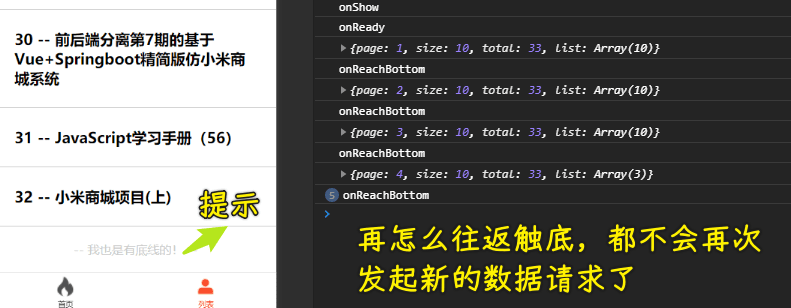 30 -- 前后端分离第7期的基于
Vue+Springboot精简版仿小米商
城系统
31 -- JavaScript学习手册（56）
32 -- 小米商城项目(上)
提示
-- 我也是有底线的!
首页
列表
onShow
onReady
{page: 1, size: 10, total: 33, list: Array(10)}
onReachBottom
{page: 2, size: 10, total: 33, list: Array(10)}
onReachBottom
{page: 3, size: 10, total: 33, list: Array(10)}
onReachBottom
{page: 4, size: 10, total: 33, list: Array(3)}
5 onReachBottom
再怎么往返触底，都不会再次
发起新的数据请求了